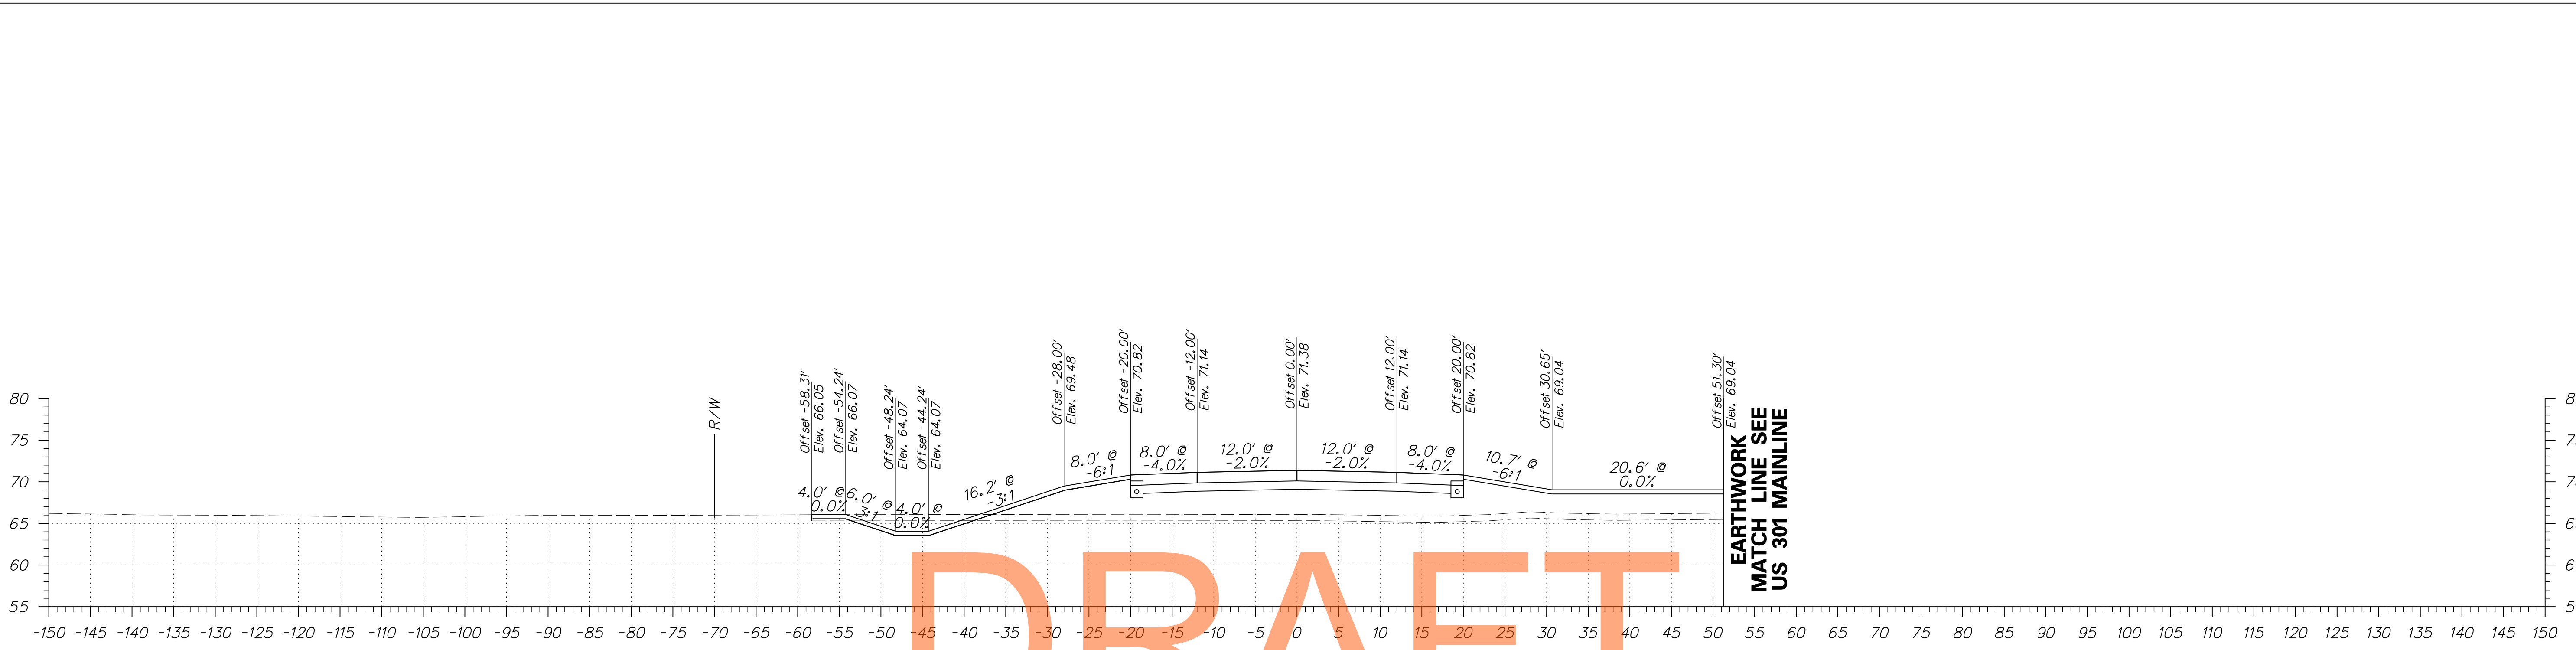 Offset -58.31'
Elev. 66.05
Offset -54.24'
Elev. 66.07
Offset -48.24'
Elev. 64.07
Offset -44.24'
Elev. 64.07
Offset -28.00'
Elev. 69.48
Offset -20.00'
Elev. 70.82
Offset -12.00'
Elev. 71.14
Offset 0.00'
Elev. 71.38
Offset 12.00'
Elev. 71.14
Offset 20.00'
Elev. 70.82
Offset 30.65'
Elev. 69.04
Offset 51.30'
Elev. 69.04
R/W
4.0' @
0.0%
6.0' @
3:1
4.0' @
0.0%
16.2' @
-3:1
8.0' @
-6:1
8.0' @
-4.0%
12.0' @
-2.0%
12.0' @
-2.0%
8.0' @
-4.0%
10.7' @
-6:1
20.6' @
0.0%
EARTHWORK
MATCH LINE SEE
US 301 MAINLINE
80
75
70
65
60
55
-150 -145 -140 -135 -130 -125 -120 -115 -110 -105 -100 -95 -90 -85 -80 -75 -70 -65 -60 -55 -50 -45 -40 -35 -30 -25 -20 -15 -10 -5 0 5 10 15 20 25 30 35 40 45 50 55 60 65 70 75 80 85 90 95 100 105 110 115 120 125 130 135 140 145 150
DRAFT